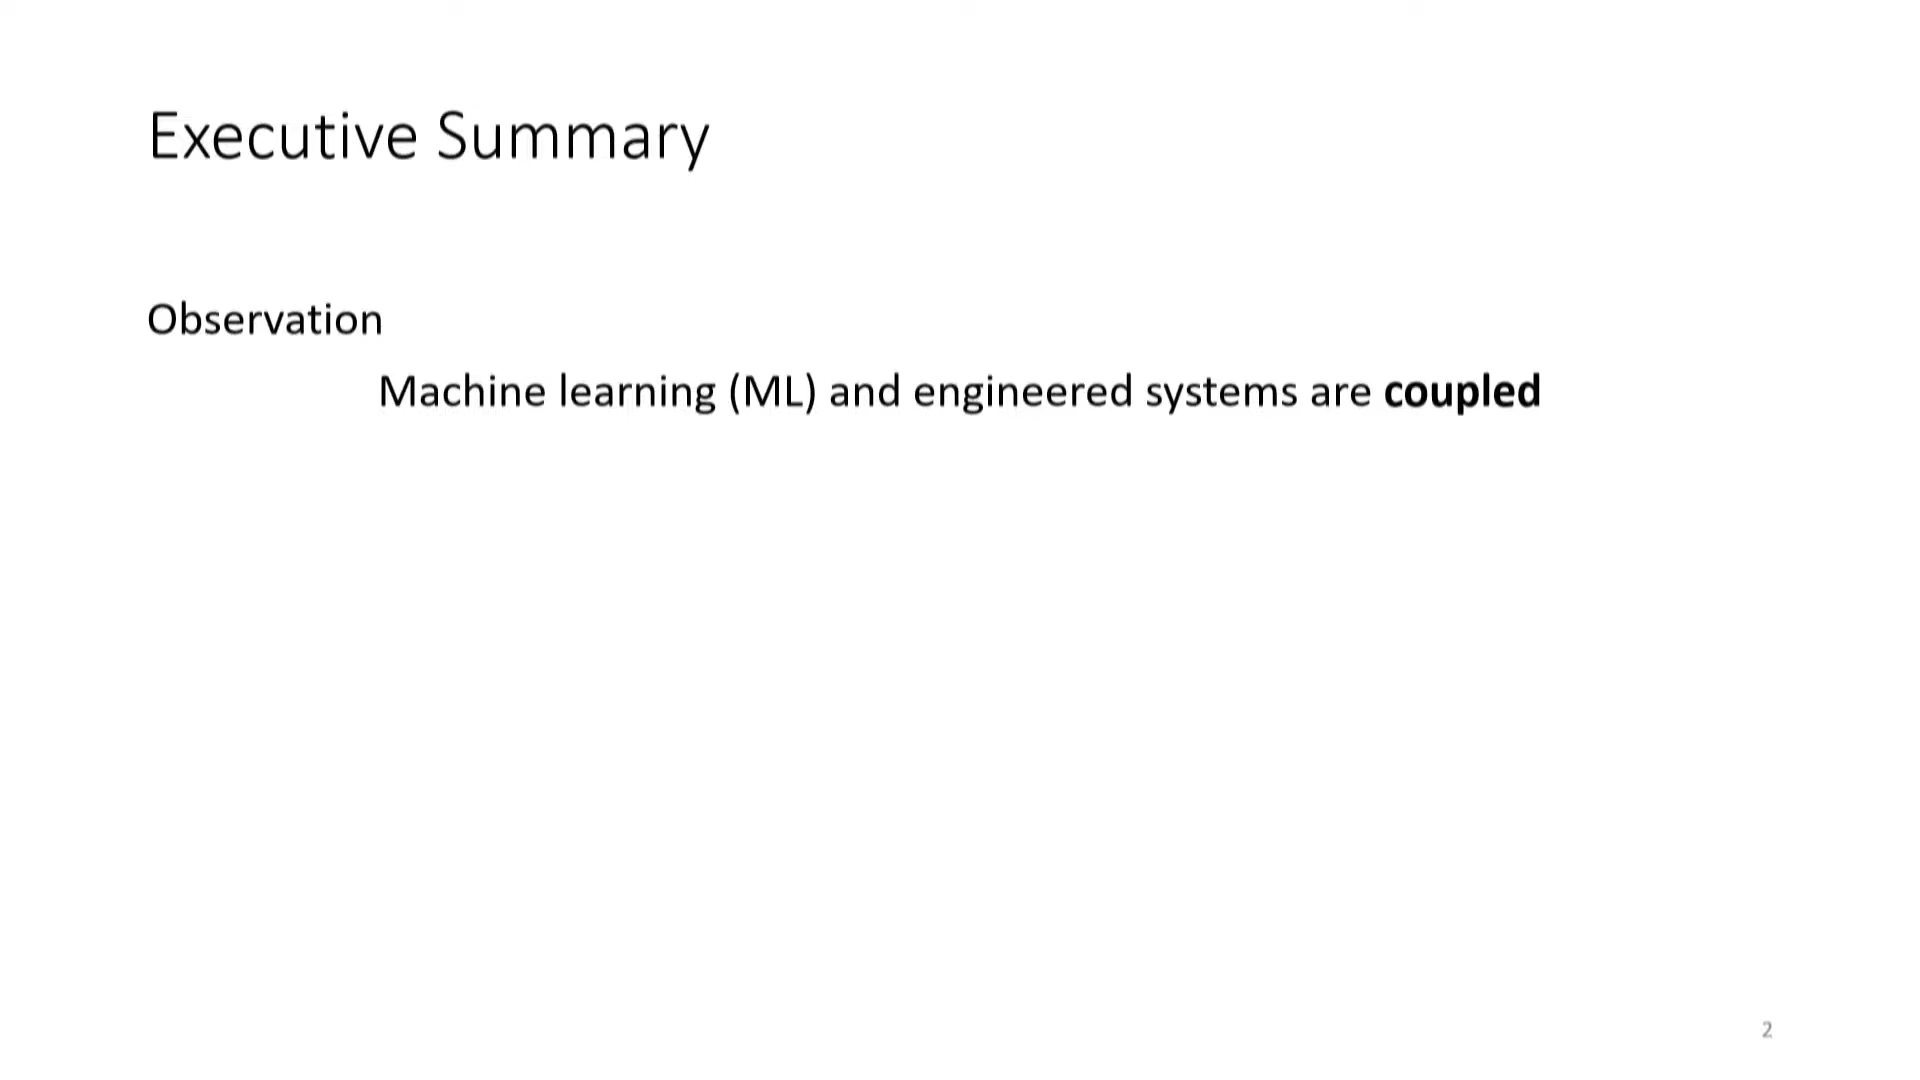 Executive Summary
Observation
Machine learning (ML) and engineered systems are coupled
2